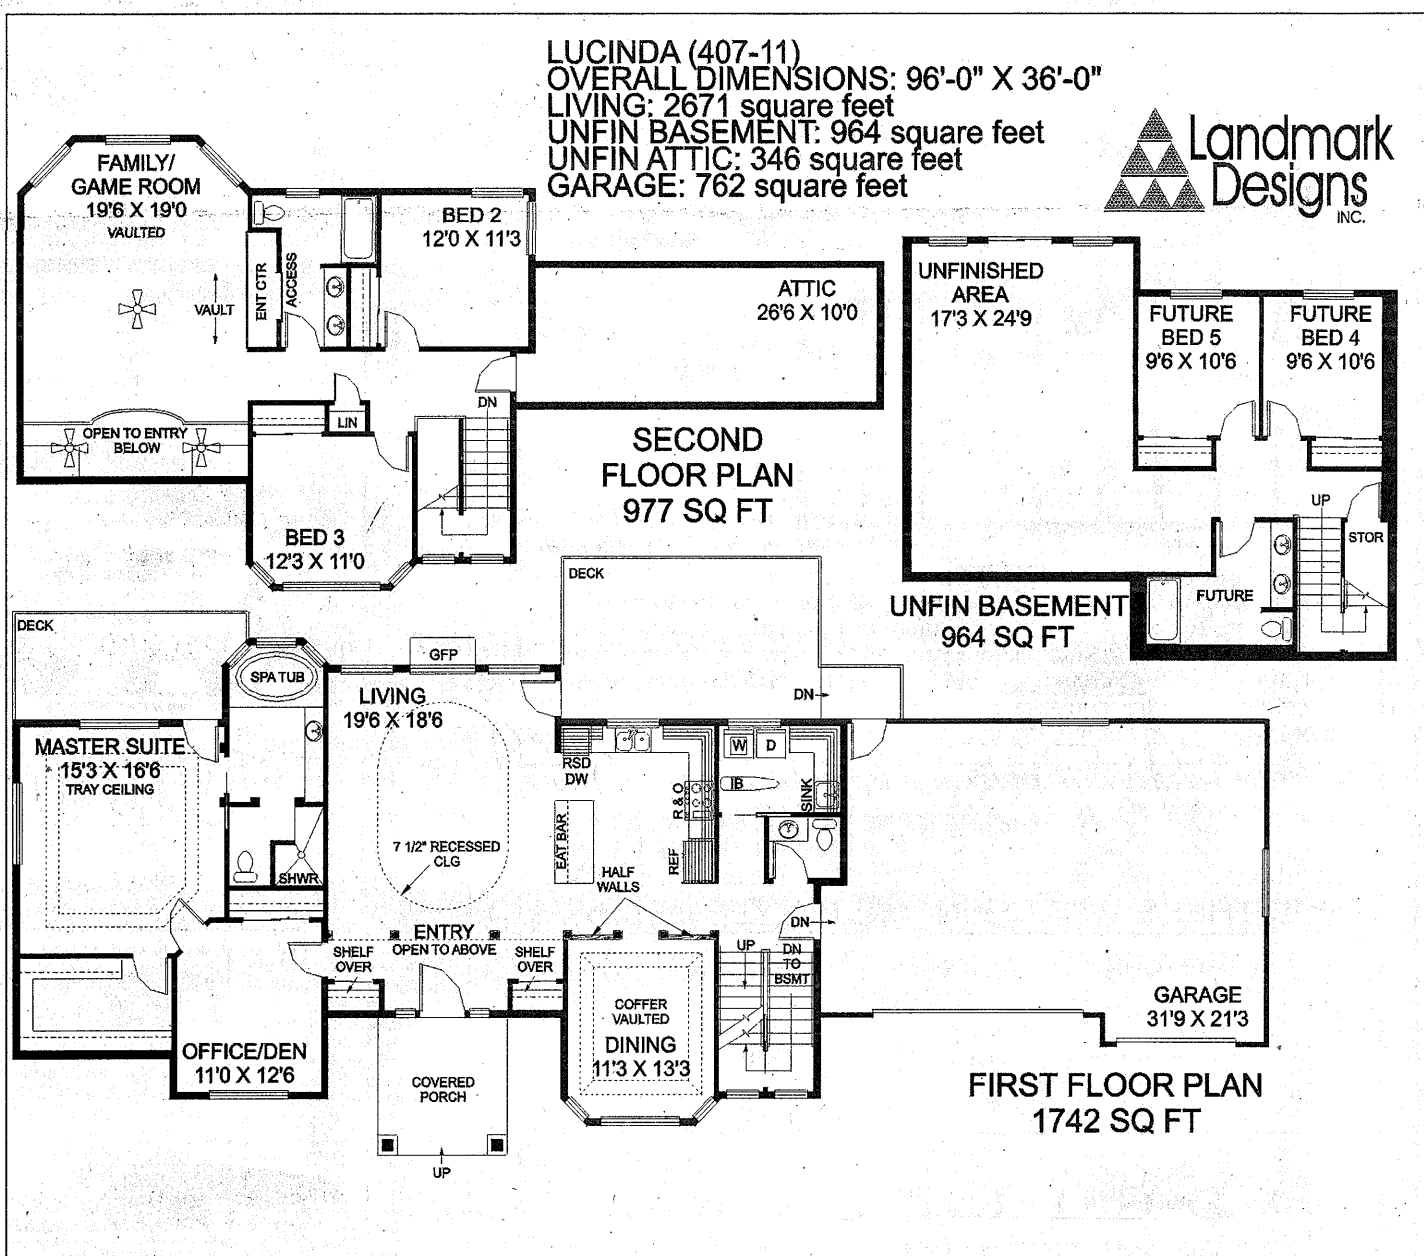 LUCINDA (407-11)
OVERALL DIMENSIONS: 96'-0" X 36'-0"
LIVING: 2671 square feet
UNFIN BASEMENT: 964 square feet
UNFIN ATTIC: 346 square feet
GARAGE: 762 square feet
Landmark
Designs
INC.
FAMILY/
GAME ROOM
19'6 X 19'0
VAULTED
VAULT
ENT CTR
ACCESS
BED 2
12'0 X 11'3
ATTIC
26'6 X 10'0
DN
LIN
OPEN TO ENTRY
BELOW
BED 3
12'3 X 11'0
SECOND
FLOOR PLAN
977 SQ FT
UNFINISHED
AREA
17'3 X 24'9
FUTURE
BED 5
9'6 X 10'6
FUTURE
BED 4
9'6 X 10'6
UP
STOR
FUTURE
UNFIN BASEMENT
964 SQ FT
DECK
DECK
GFP
SPA TUB
LIVING
19'6 X 18'6
DN
MASTER SUITE
15'3 X 16'6
TRAY CEILING
RSD
DW
W
D
IB
SINK
R & O
EAT BAR
REF
7 1/2" RECESSED
CLG
SHWR
HALF
WALLS
ENTRY
OPEN TO ABOVE
SHELF
OVER
SHELF
OVER
DN
UP
DN
TO
BSMT
COFFER
VAULTED
DINING
11'3 X 13'3
GARAGE
31'9 X 21'3
OFFICE/DEN
11'0 X 12'6
COVERED
PORCH
UP
FIRST FLOOR PLAN
1742 SQ FT